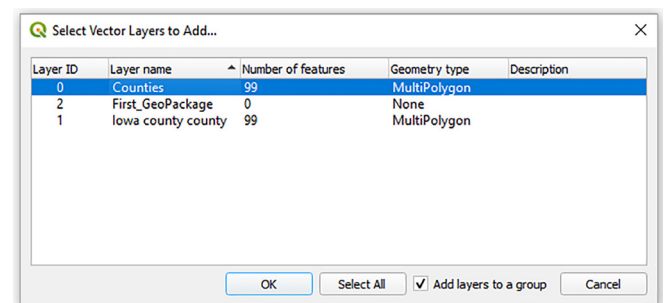 Select Vector Layers to Add...
Layer ID Layer name Number of features Geometry type Description
0 Counties 99 MultiPolygon
2 First_GeoPackage 0 None
1 Iowa county county 99 MultiPolygon
OK Select All Add layers to a group Cancel